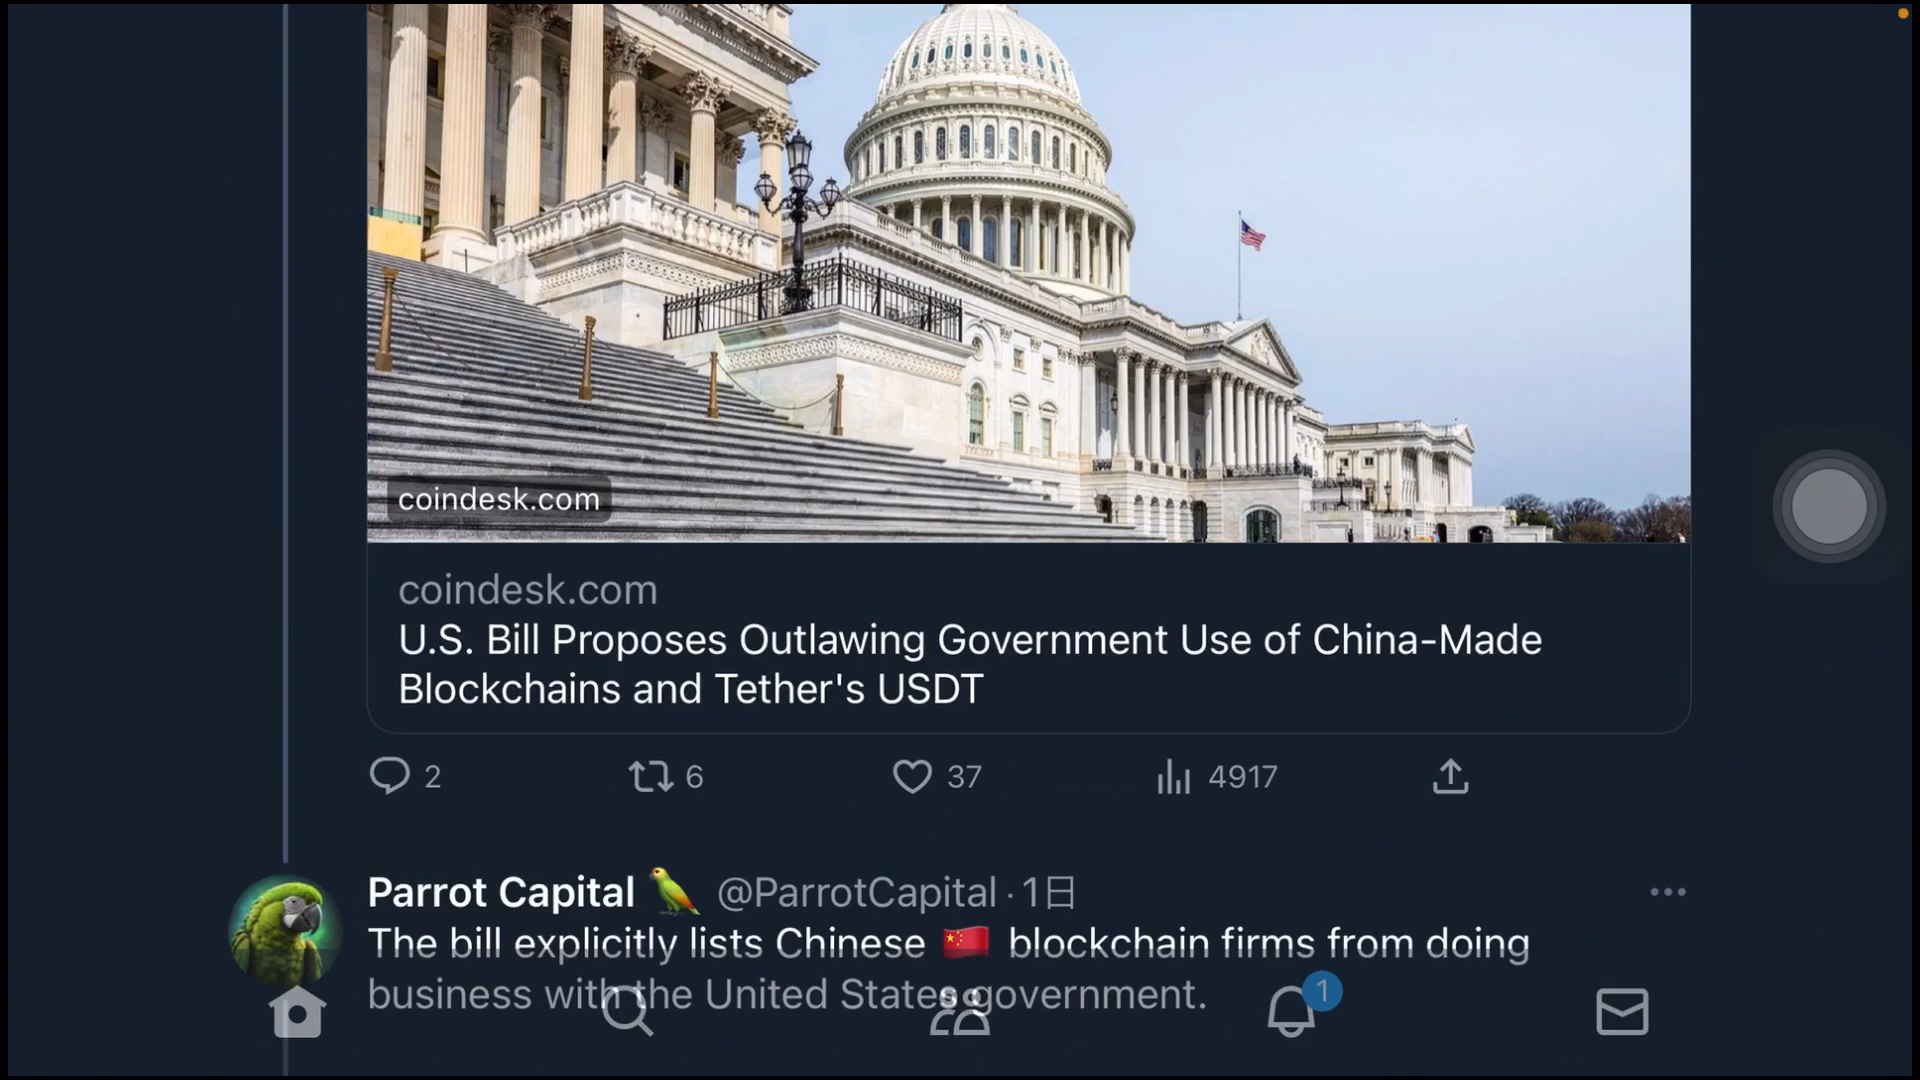 coindesk.com
coindesk.com
U.S. Bill Proposes Outlawing Government Use of China-Made
Blockchains and Tether's USDT
2 6 37 4917
Parrot Capital 🦜 @ParrotCapital · 1日
The bill explicitly lists Chinese 🇨🇳 blockchain firms from doing
business with the United States government.
1